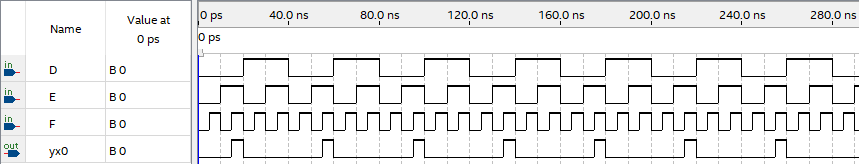 Name
Value at
0 ps
0 ps 40.0 ns 80.0 ns 120.0 ns 160.0 ns 200.0 ns 240.0 ns 280.0 ns
0 ps
in D B 0
in E B 0
in F B 0
out yx0 B 0